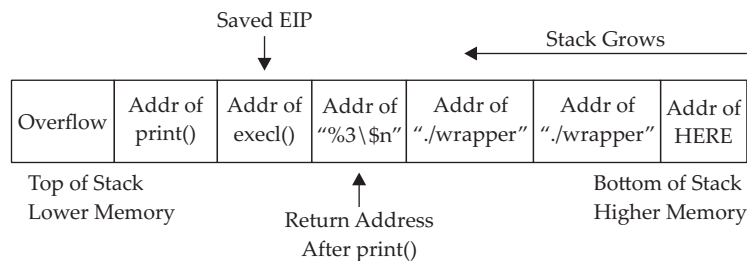 Saved EIP
Stack Grows
Overflow
Addr of
print()
Addr of
execl()
Addr of
“%3\$n”
Addr of
“./wrapper”
Addr of
“./wrapper”
Addr of
HERE
Top of Stack
Lower Memory
Return Address
After print()
Bottom of Stack
Higher Memory